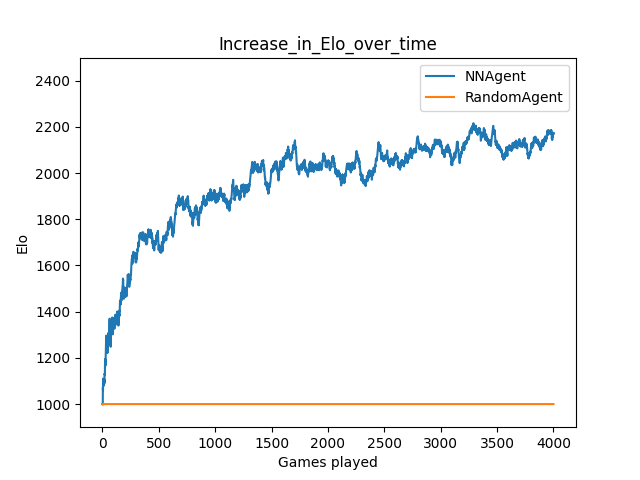 Increase_in_Elo_over_time
NNAgent
RandomAgent
2400
2200
2000
1800
1600
1400
1200
1000
Elo
0 500 1000 1500 2000 2500 3000 3500 4000
Games played